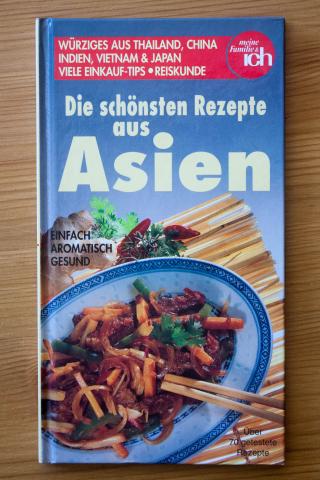 WÜRZIGES AUS THAILAND, CHINA
INDIEN, VIETNAM & JAPAN
VIELE EINKAUF-TIPS • REISKUNDE
meine
Familie &
ich
Die schönsten Rezepte
aus
Asien
EINFACH
AROMATISCH
GESUND
Über
70 getestete
Rezepte